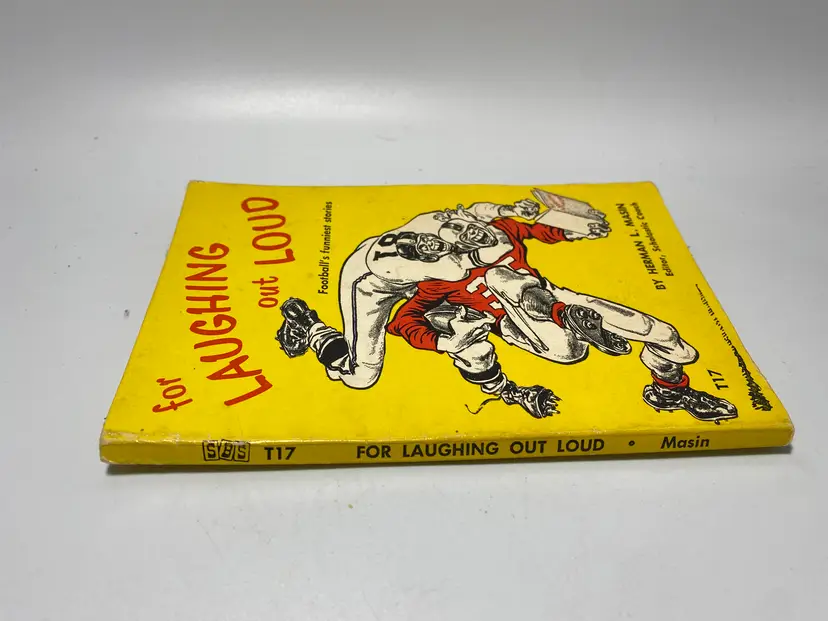 for
LAUGHING
out LOUD
Football's funniest stories
61
BY HERMAN L. MASIN
Editor, Scholastic Coach
T17
SBS T17 FOR LAUGHING OUT LOUD • Masin